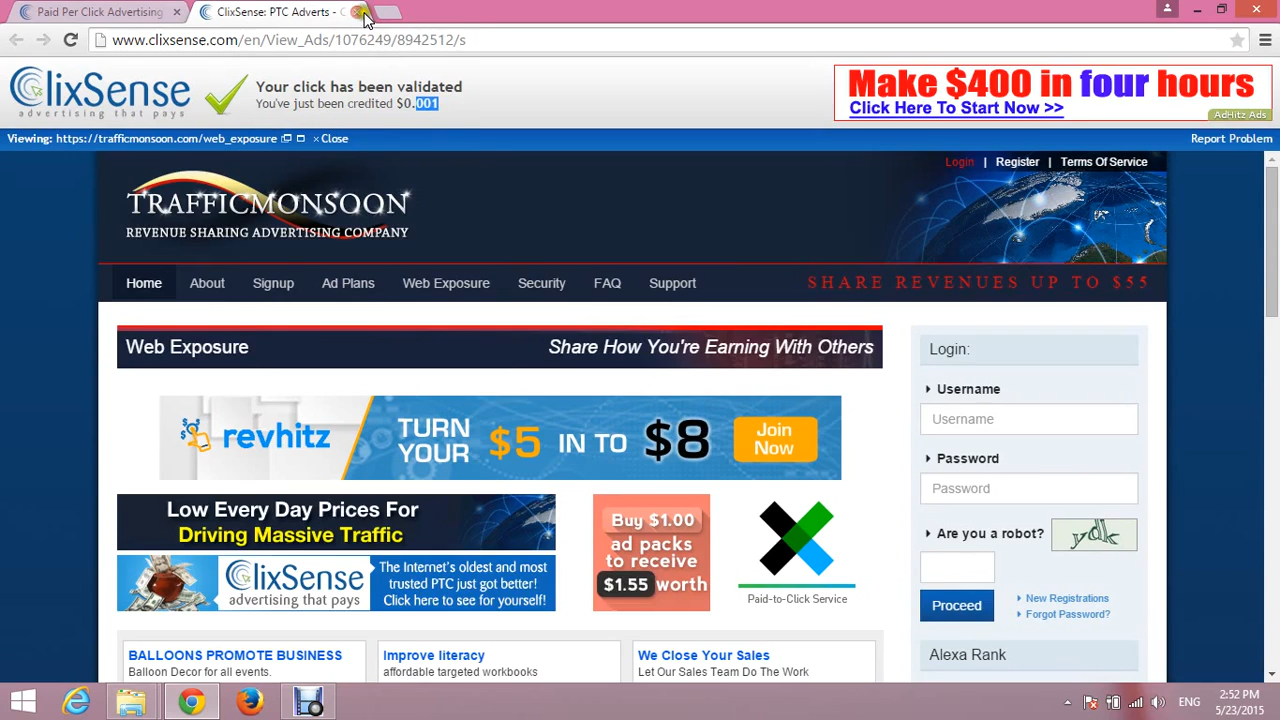 Paid Per Click Advertising
ClixSense: PTC Adverts - C
www.clixsense.com/en/View_Ads/1076249/8942512/s
ClixSense
advertising that pays
Your click has been validated
You've just been credited $0.001
Make $400 in four hours
Click Here To Start Now >>
AdHitz Ads
Viewing: https://trafficmonsoon.com/web_exposure
Close
Report Problem
Login | Register | Terms Of Service
TRAFFICMONSOON
REVENUE SHARING ADVERTISING COMPANY
Home About Signup Ad Plans Web Exposure Security FAQ Support
SHARE REVENUES UP TO $55
Web Exposure
Share How You're Earning With Others
revhitz
TURN YOUR $5 IN TO $8
Join Now
Low Every Day Prices For
Driving Massive Traffic
ClixSense
advertising that pays
The Internet's oldest and most
trusted PTC just got better!
Click here to see for yourself!
Buy $1.00
ad packs
to receive
$1.55 worth
Paid-to-Click Service
BALLOONS PROMOTE BUSINESS
Balloon Decor for all events.
Improve literacy
affordable targeted workbooks
We Close Your Sales
Let Our Sales Team Do The Work
Login:
Username
Username
Password
Password
Are you a robot?
ydk
Proceed
New Registrations
Forgot Password?
Alexa Rank
ENG
2:52 PM
5/23/2015